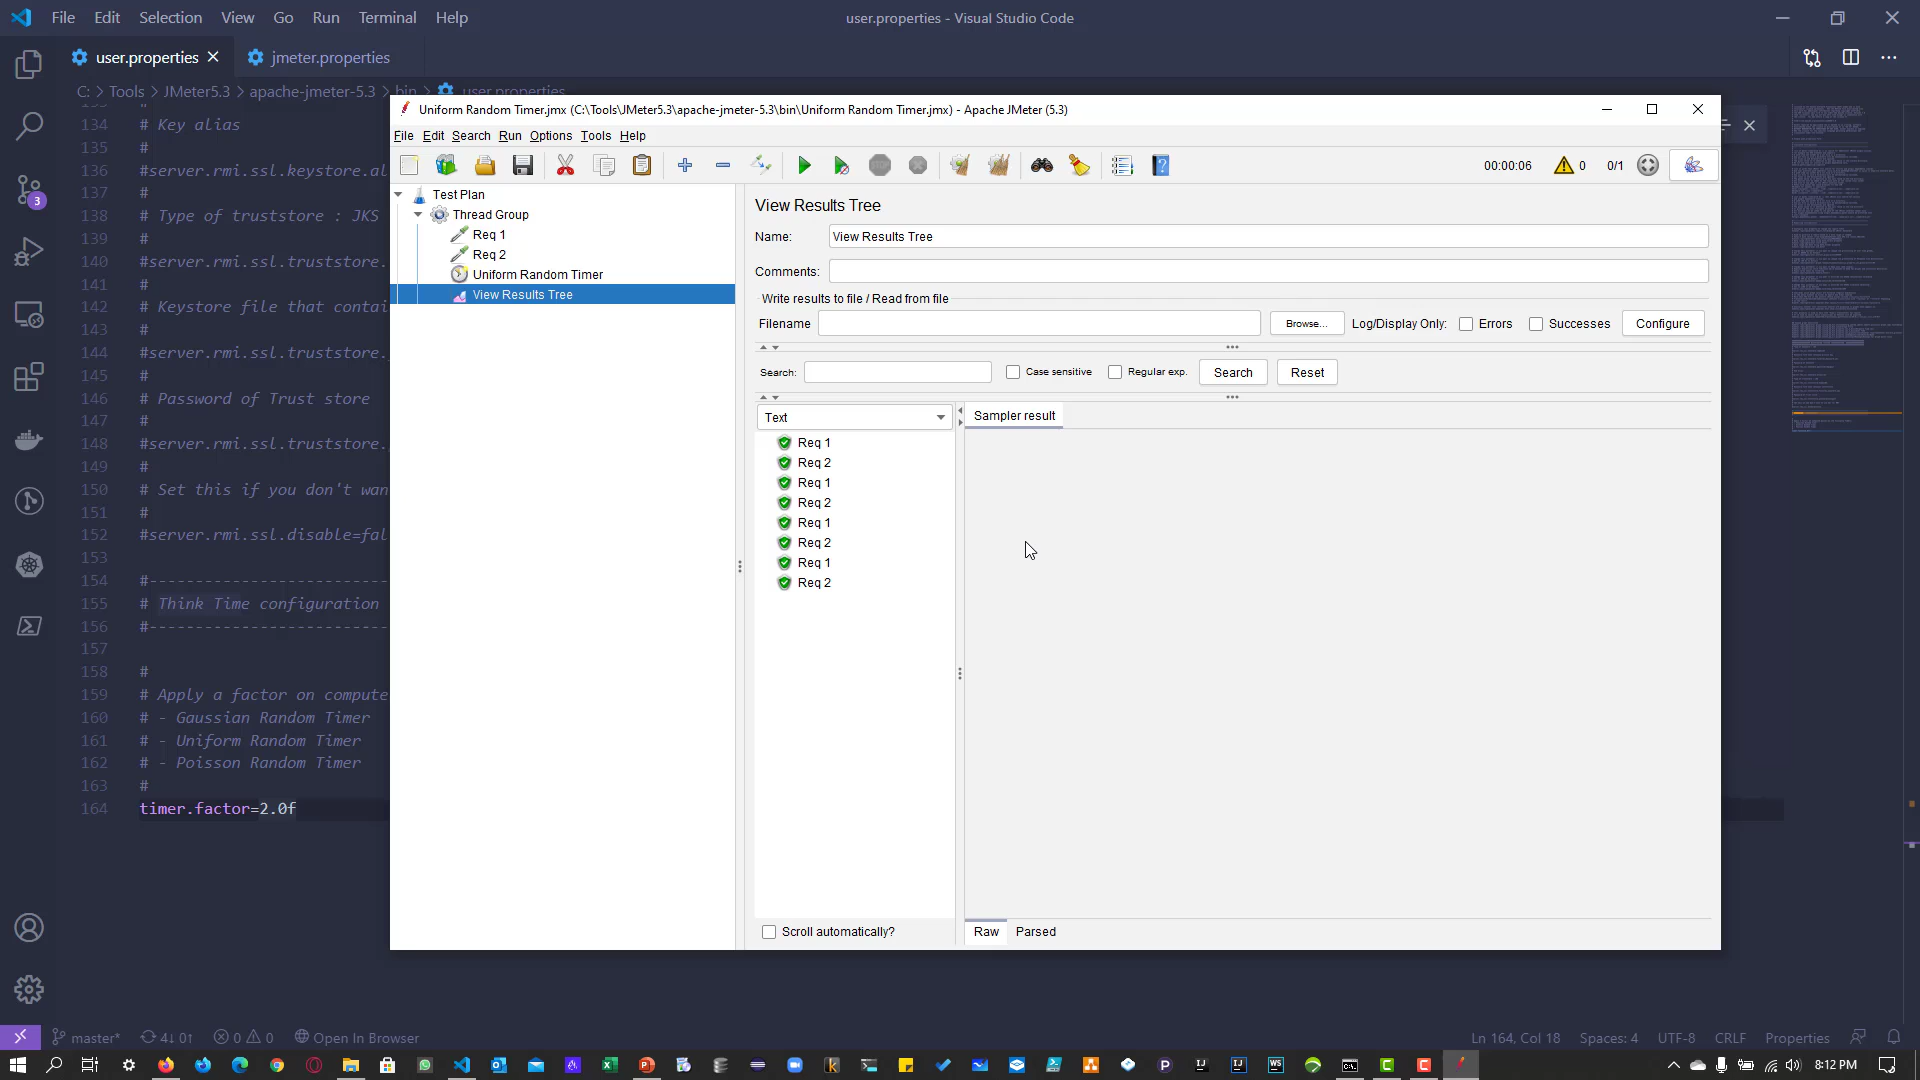 File Edit Selection View Go Run Terminal Help
user.properties - Visual Studio Code
user.properties
jmeter.properties
C: > Tools > JMeter5.3 > apache-jmeter-5.3 > bin > user.properties
134 # Key alias
135 #
136 #server.rmi.ssl.keystore.al
137 #
138 # Type of truststore : JKS
139 #
140 #server.rmi.ssl.truststore.
141 #
142 # Keystore file that contai
143 #
144 #server.rmi.ssl.truststore.
145 #
146 # Password of Trust store
147 #
148 #server.rmi.ssl.truststore.
149 #
150 # Set this if you don't wan
151 #
152 #server.rmi.ssl.disable=fal
153
154 #---------------------------
155 # Think Time configuration
156 #---------------------------
157
158 #
159 # Apply a factor on compute
160 # - Gaussian Random Timer
161 # - Uniform Random Timer
162 # - Poisson Random Timer
163 #
164 timer.factor=2.0f
Uniform Random Timer.jmx (C:\Tools\JMeter5.3\apache-jmeter-5.3\bin\Uniform Random Timer.jmx) - Apache JMeter (5.3)
File Edit Search Run Options Tools Help
00:00:06 0 0/1
Test Plan
Thread Group
Req 1
Req 2
Uniform Random Timer
View Results Tree
View Results Tree
Name: View Results Tree
Comments:
Write results to file / Read from file
Filename Browse... Log/Display Only: Errors Successes Configure
Search: Case sensitive Regular exp. Search Reset
Text
Sampler result
Req 1
Req 2
Req 1
Req 2
Req 1
Req 2
Req 1
Req 2
Scroll automatically?
Raw Parsed
3
master* 4↓ 0↑ 0 0 Open In Browser
Ln 164, Col 18 Spaces: 4 UTF-8 CRLF Properties
8:12 PM